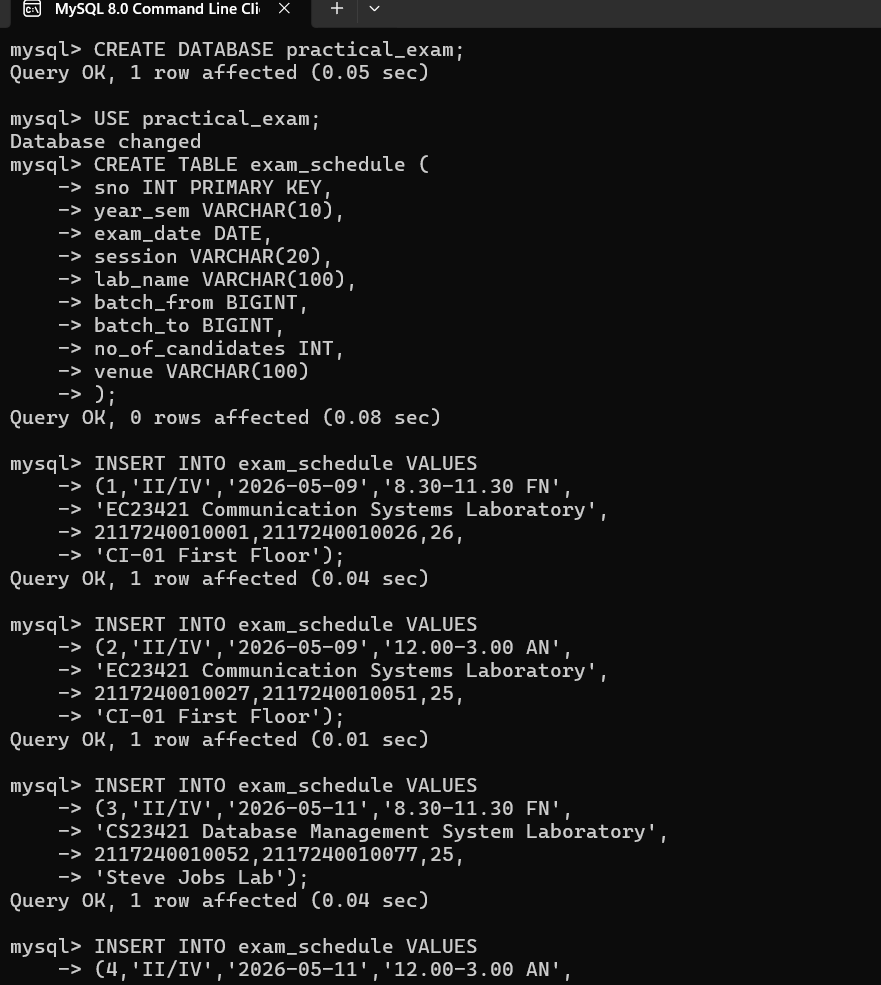 MySQL 8.0 Command Line Cli
mysql> CREATE DATABASE practical_exam;
Query OK, 1 row affected (0.05 sec)
mysql> USE practical_exam;
Database changed
mysql> CREATE TABLE exam_schedule (
    -> sno INT PRIMARY KEY,
    -> year_sem VARCHAR(10),
    -> exam_date DATE,
    -> session VARCHAR(20),
    -> lab_name VARCHAR(100),
    -> batch_from BIGINT,
    -> batch_to BIGINT,
    -> no_of_candidates INT,
    -> venue VARCHAR(100)
    -> );
Query OK, 0 rows affected (0.08 sec)
mysql> INSERT INTO exam_schedule VALUES
    -> (1,'II/IV','2026-05-09','8.30-11.30 FN',
    -> 'EC23421 Communication Systems Laboratory',
    -> 2117240010001,2117240010026,26,
    -> 'CI-01 First Floor');
Query OK, 1 row affected (0.04 sec)
mysql> INSERT INTO exam_schedule VALUES
    -> (2,'II/IV','2026-05-09','12.00-3.00 AN',
    -> 'EC23421 Communication Systems Laboratory',
    -> 2117240010027,2117240010051,25,
    -> 'CI-01 First Floor');
Query OK, 1 row affected (0.01 sec)
mysql> INSERT INTO exam_schedule VALUES
    -> (3,'II/IV','2026-05-11','8.30-11.30 FN',
    -> 'CS23421 Database Management System Laboratory',
    -> 2117240010052,2117240010077,25,
    -> 'Steve Jobs Lab');
Query OK, 1 row affected (0.04 sec)
mysql> INSERT INTO exam_schedule VALUES
    -> (4,'II/IV','2026-05-11','12.00-3.00 AN',